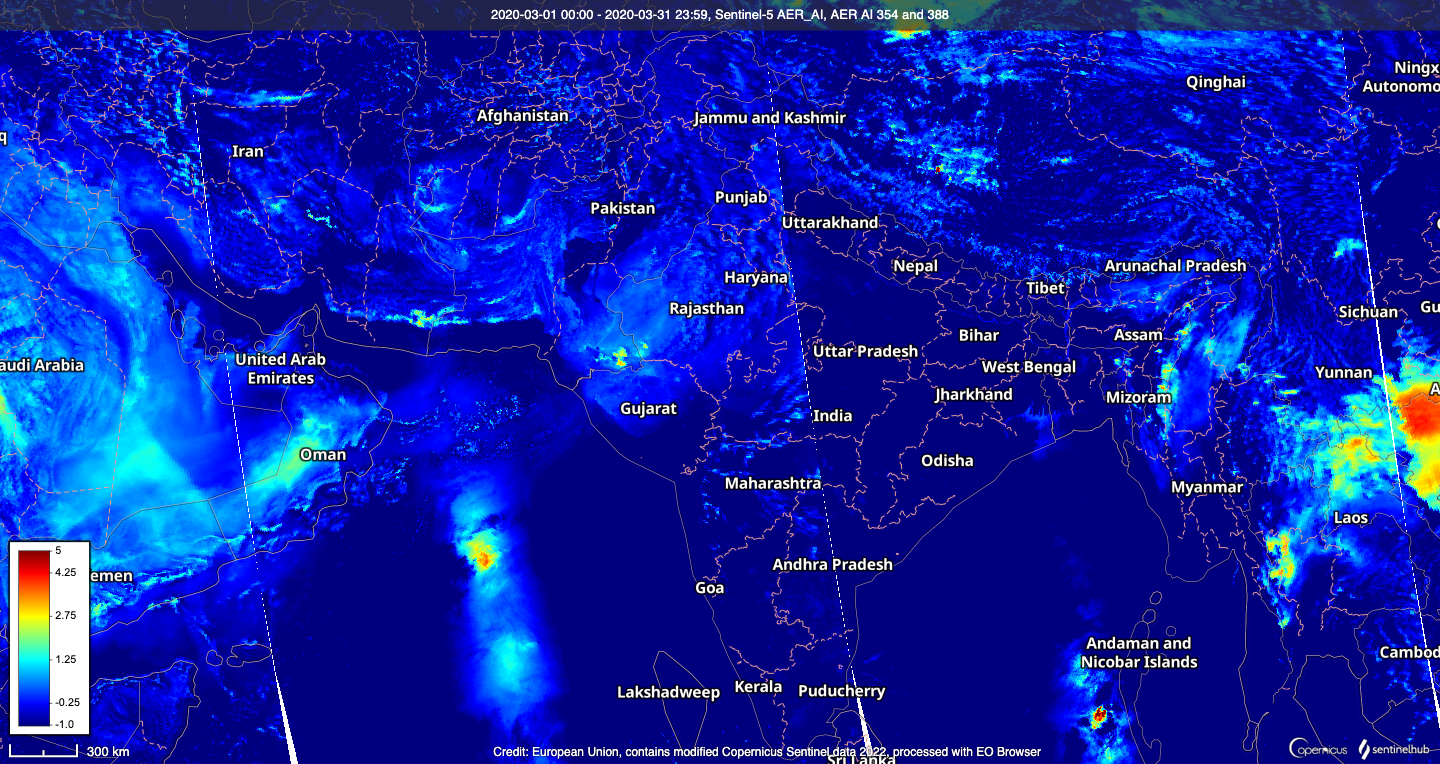 2020-03-01 00:00 - 2020-03-31 23:59, Sentinel-5 AER_AI, AER AI 354 and 388
Ningx
Qinghai
Autonomo
Afghanistan
Jammu and Kashmir
q
Iran
Punjab
Pakistan
Uttarakhand
Nepal
Arunachal Pradesh
Haryana
Tibet
Rajasthan
Sichuan
Gu
Bihar
Assam
Uttar Pradesh
United Arab
Emirates
audi Arabia
West Bengal
Yunnan
Jharkhand
Mizoram
A
Gujarat
India
Oman
Odisha
Maharashtra
Myanmar
Laos
5
4.25
2.75
1.25
-0.25
-1.0
emen
Andhra Pradesh
Goa
Andaman and
Nicobar Islands
Cambod
Lakshadweep
Kerala
Puducherry
300 km
Credit: European Union, contains modified Copernicus Sentinel data 2022, processed with EO Browser
Sri Lanka
opernicus
sentinelhub